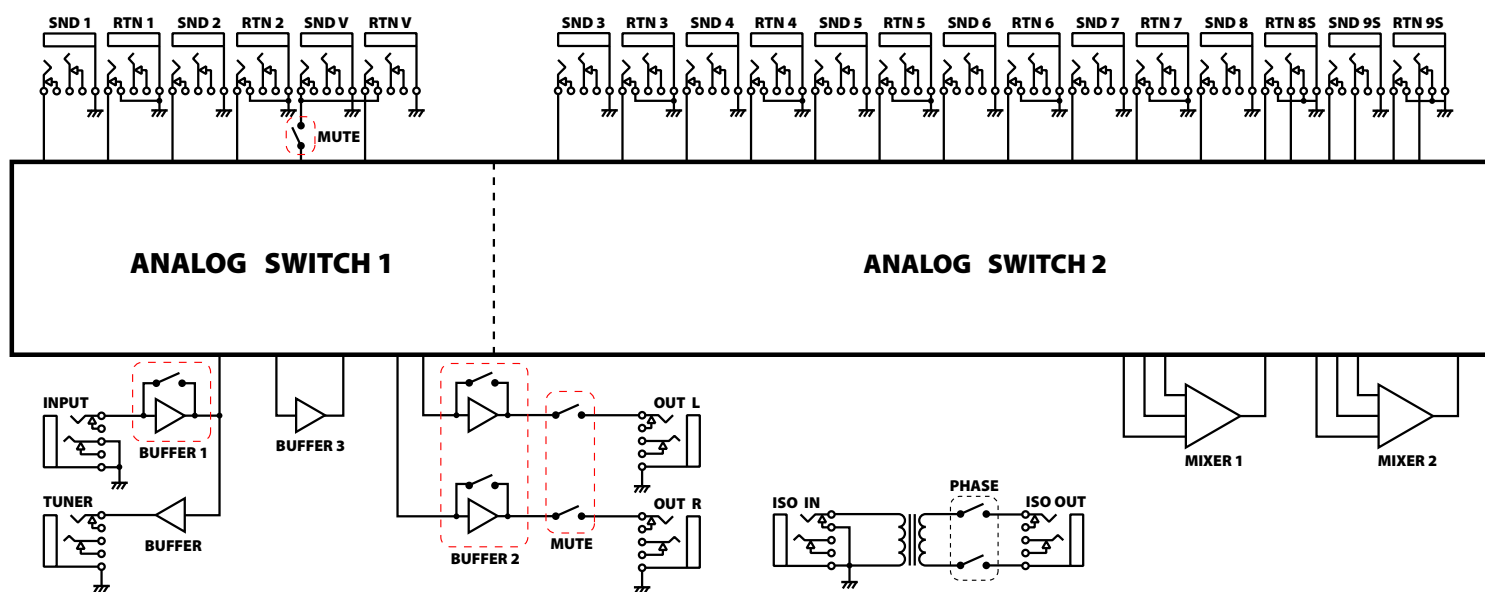 SND 1 RTN 1 SND 2 RTN 2 SND V RTN V SND 3 RTN 3 SND 4 RTN 4 SND 5 RTN 5 SND 6 RTN 6 SND 7 RTN 7 SND 8 RTN 8S SND 9S RTN 9S
MUTE
ANALOG SWITCH 1 ANALOG SWITCH 2
INPUT
BUFFER 1
BUFFER 3
OUT L
MIXER 1
MIXER 2
TUNER
BUFFER
BUFFER 2
MUTE
OUT R
ISO IN
PHASE
ISO OUT